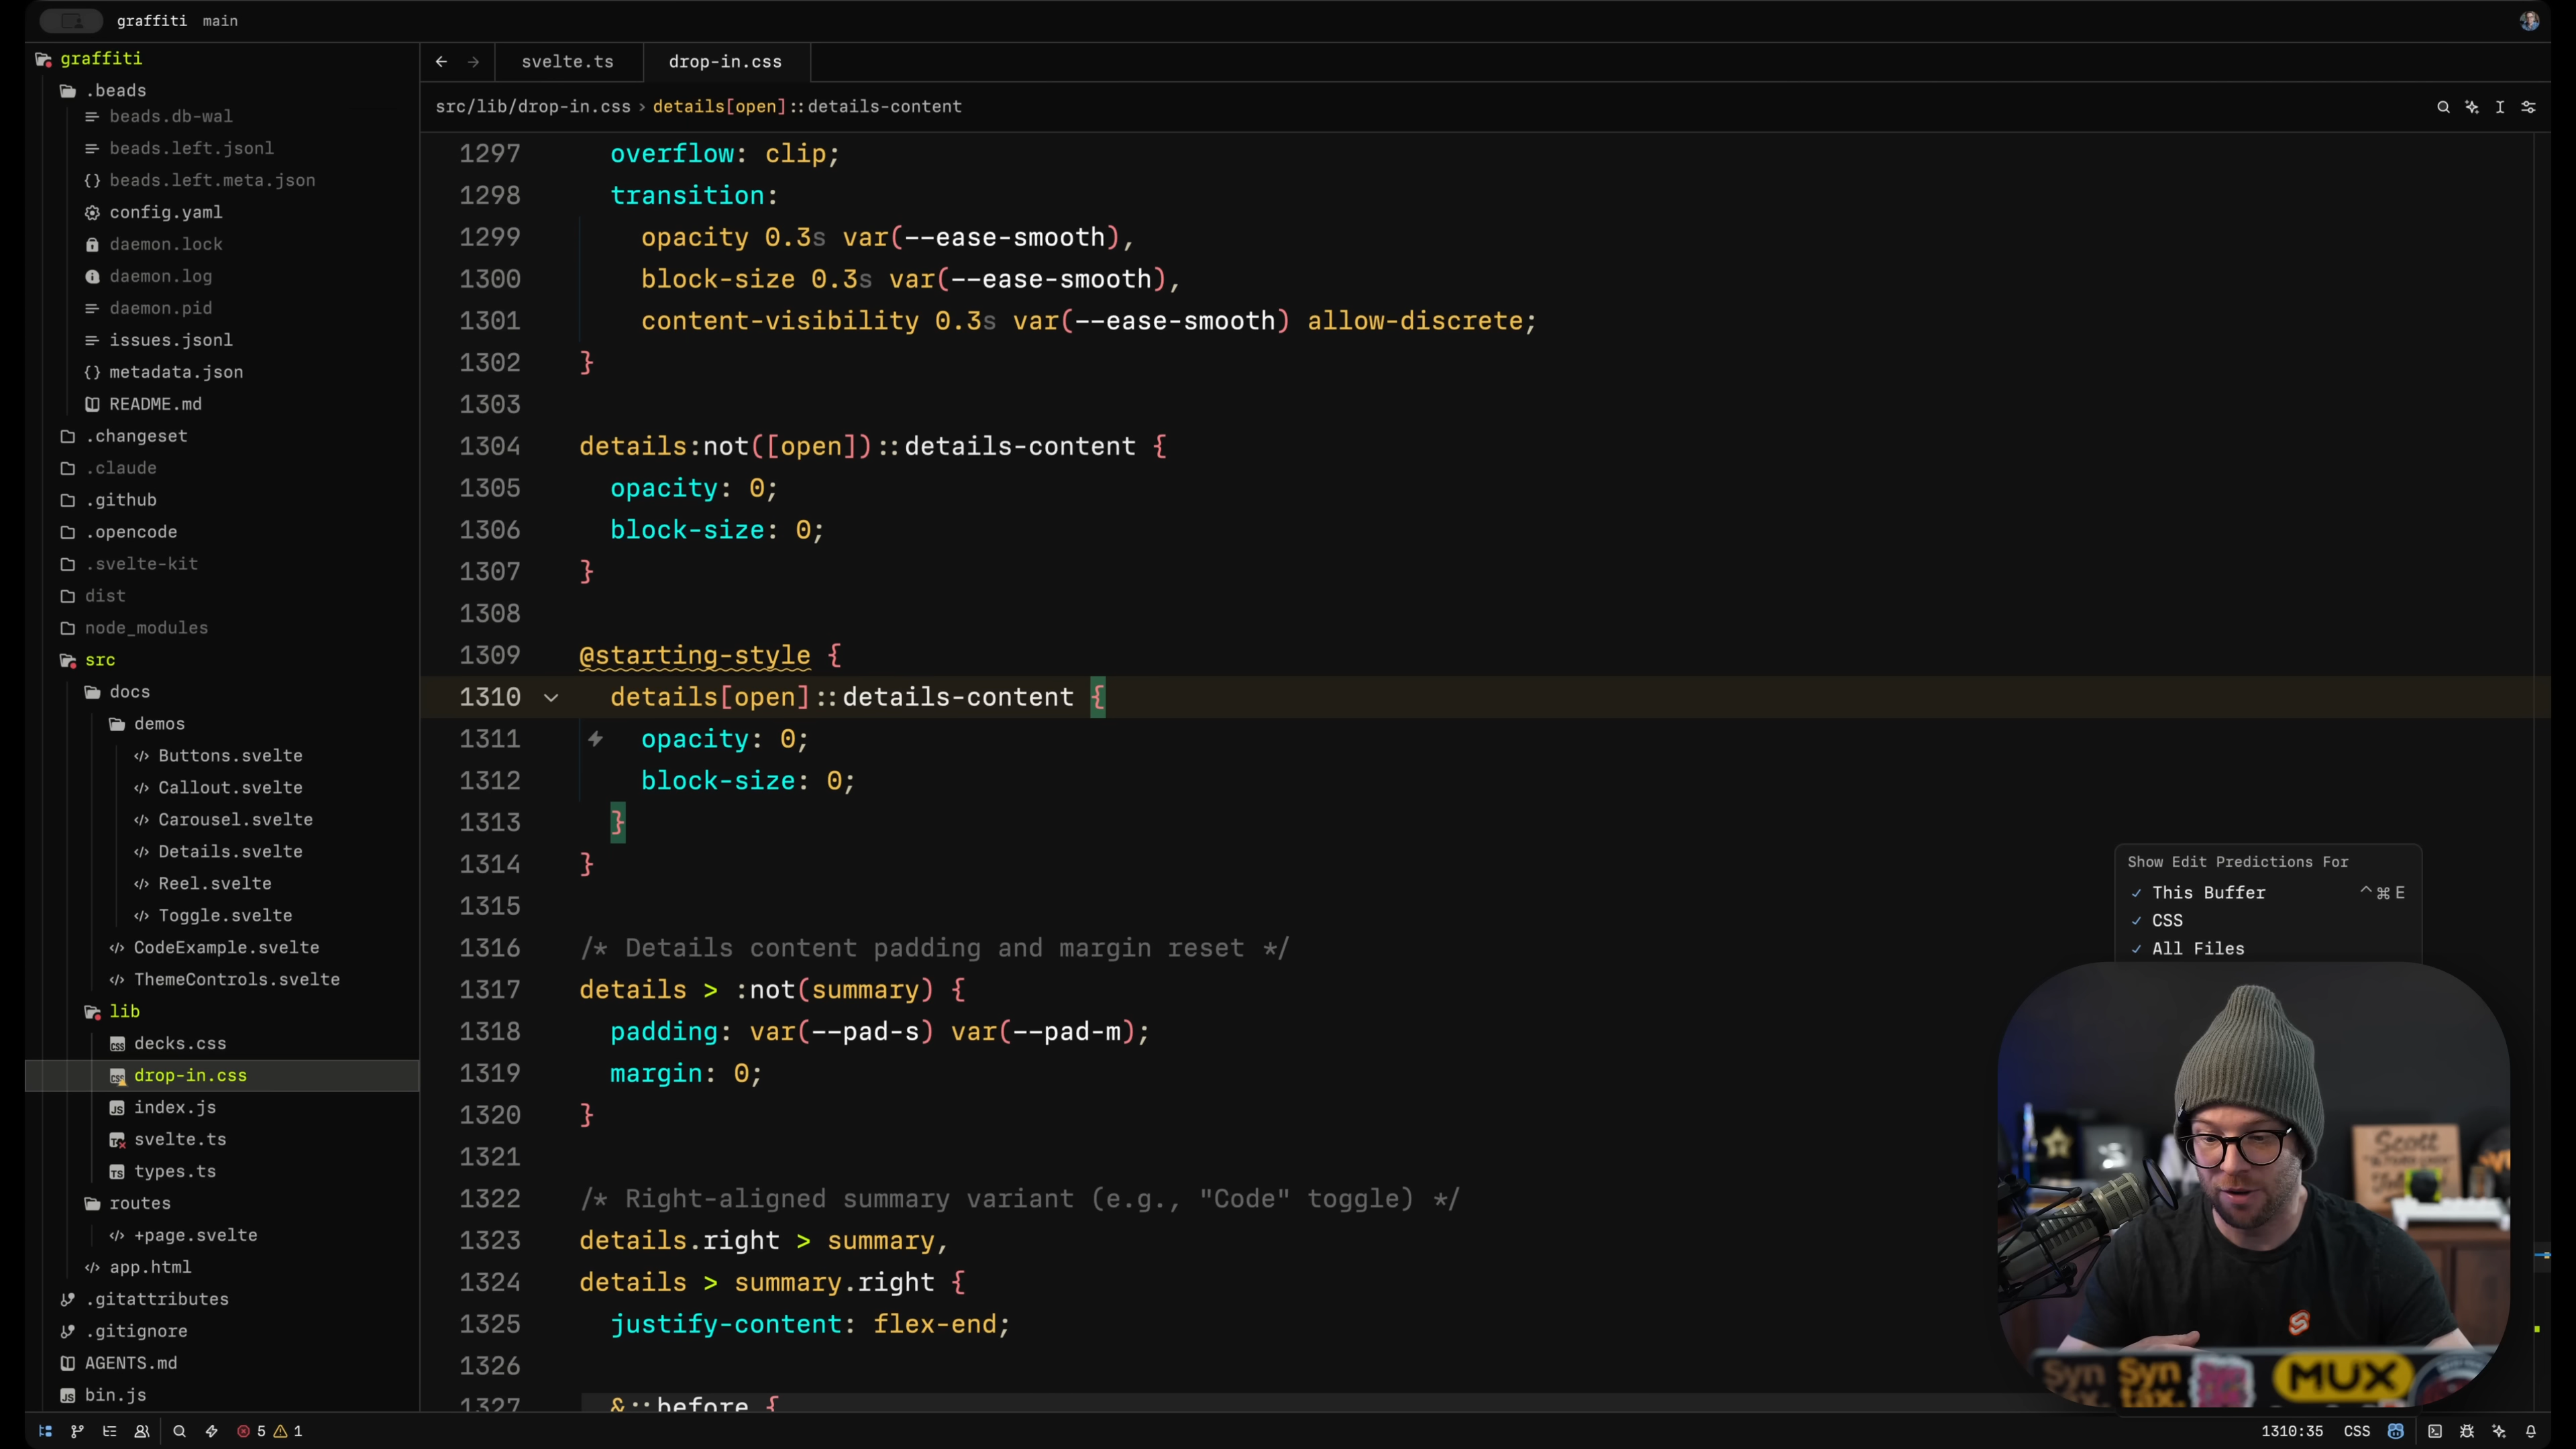 graffiti main
graffiti
.beads
beads.db-wal
beads.left.jsonl
beads.left.meta.json
config.yaml
daemon.lock
daemon.log
daemon.pid
issues.jsonl
metadata.json
README.md
.changeset
.claude
.github
.opencode
.svelte-kit
dist
node_modules
src
docs
demos
Buttons.svelte
Callout.svelte
Carousel.svelte
Details.svelte
Reel.svelte
Toggle.svelte
CodeExample.svelte
ThemeControls.svelte
lib
decks.css
drop-in.css
index.js
svelte.ts
types.ts
routes
+page.svelte
app.html
.gitattributes
.gitignore
AGENTS.md
bin.js
svelte.ts drop-in.css
src/lib/drop-in.css › details[open]::details-content
1297 overflow: clip;
1298 transition:
1299 opacity 0.3s var(--ease-smooth),
1300 block-size 0.3s var(--ease-smooth),
1301 content-visibility 0.3s var(--ease-smooth) allow-discrete;
1302 }
1303
1304 details:not([open])::details-content {
1305 opacity: 0;
1306 block-size: 0;
1307 }
1308
1309 @starting-style {
1310 details[open]::details-content {
1311 opacity: 0;
1312 block-size: 0;
1313 }
1314 }
1315
1316 /* Details content padding and margin reset */
1317 details > :not(summary) {
1318 padding: var(--pad-s) var(--pad-m);
1319 margin: 0;
1320 }
1321
1322 /* Right-aligned summary variant (e.g., "Code" toggle) */
1323 details.right > summary,
1324 details > summary.right {
1325 justify-content: flex-end;
1326
1327 &::before {
Show Edit Predictions For
✓ This Buffer ^⌘E
✓ CSS
✓ All Files
Scott
Syn
tax.
Syn
tax.
MUX
5 1
1310:35 CSS